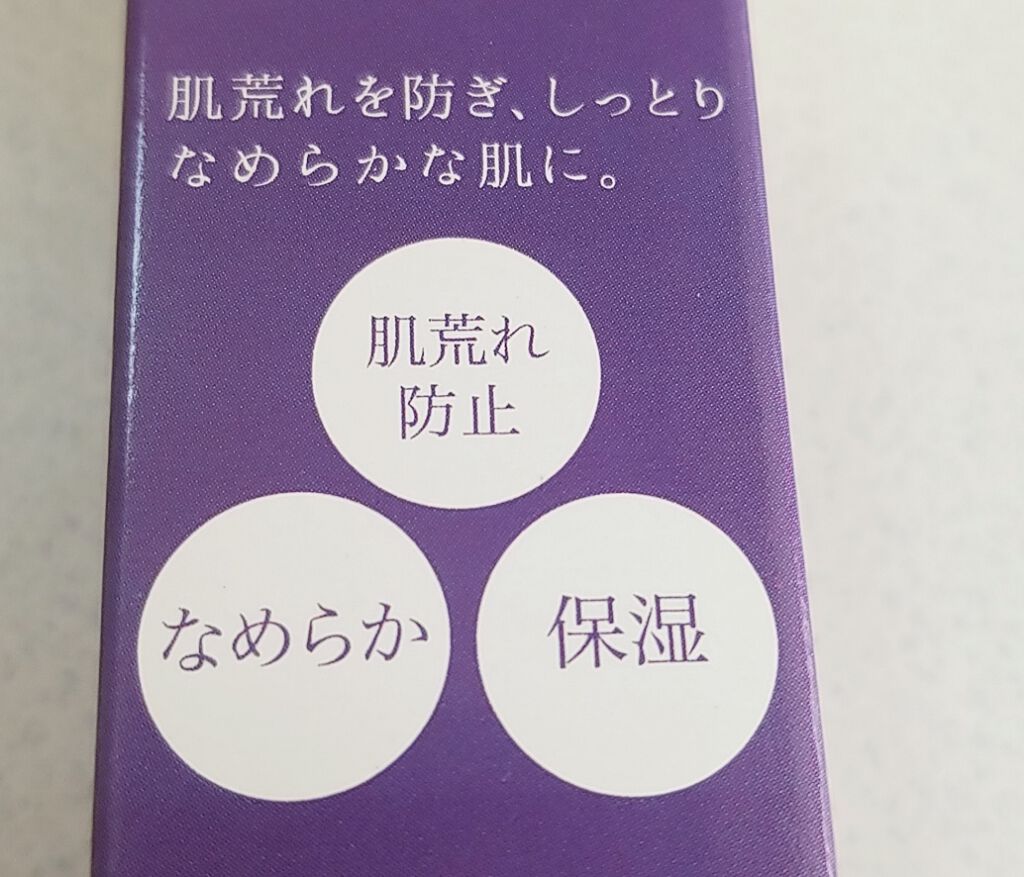 肌荒れを防ぎ、しっとり
なめらかな肌に。
肌荒れ
防止
なめらか
保湿